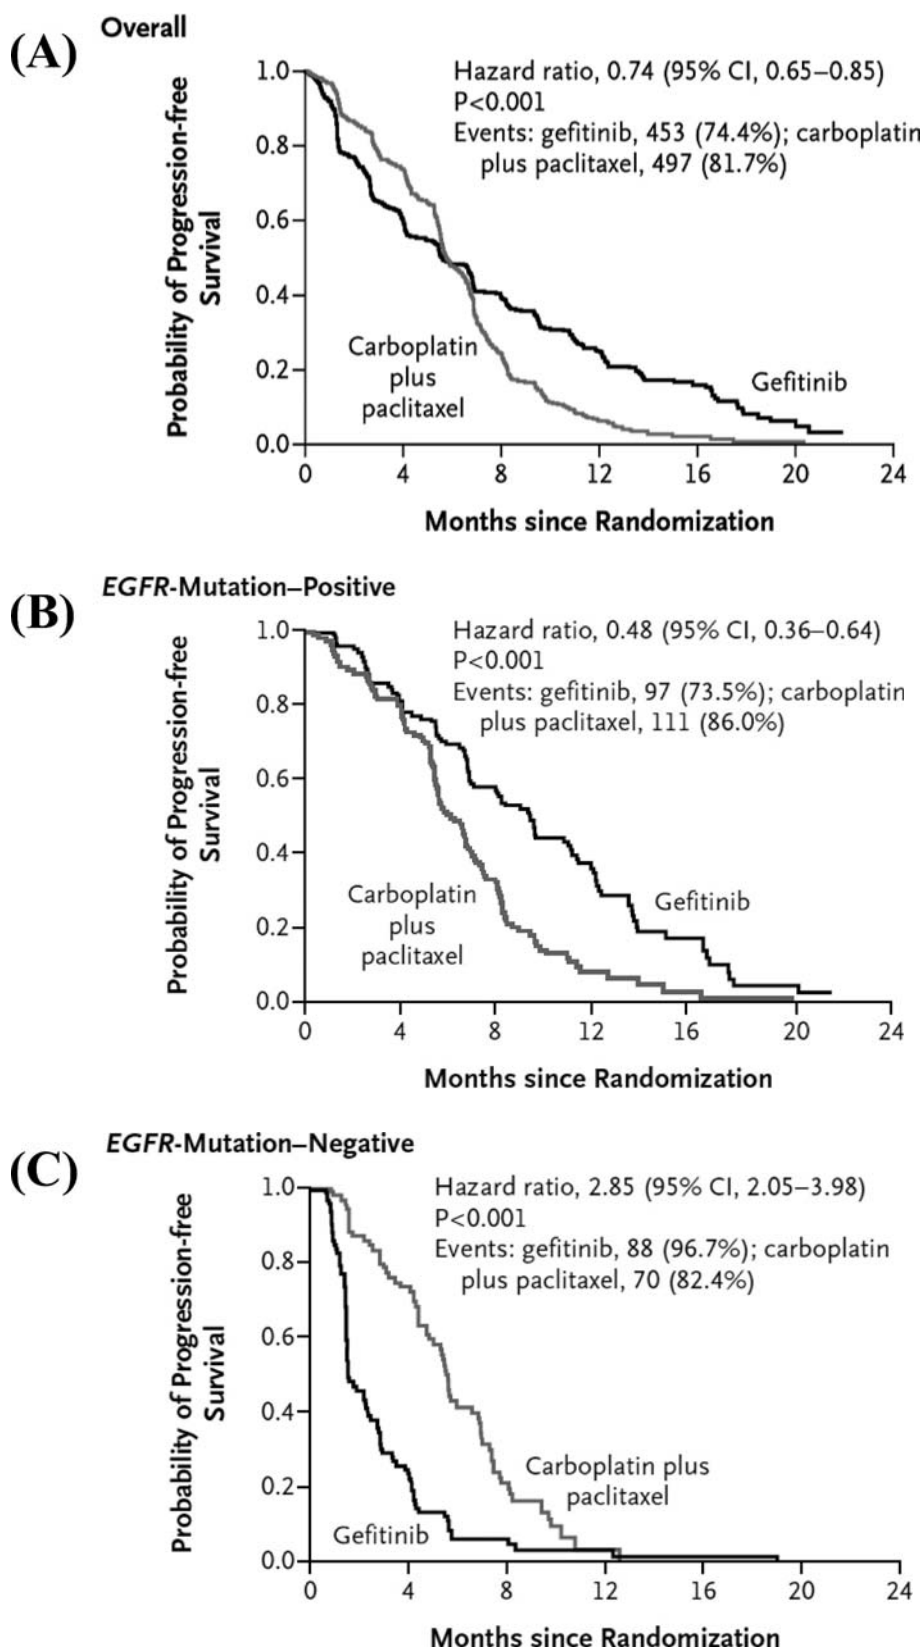 (A)
Overall
Hazard ratio, 0.74 (95% CI, 0.65–0.85)
P<0.001
Events: gefitinib, 453 (74.4%); carboplatin
plus paclitaxel, 497 (81.7%)
Probability of Progression-free
Survival
1.0
0.8
0.6
0.4
0.2
0.0
Carboplatin
plus
paclitaxel
Gefitinib
0 4 8 12 16 20 24
Months since Randomization
(B)
EGFR-Mutation–Positive
Hazard ratio, 0.48 (95% CI, 0.36–0.64)
P<0.001
Events: gefitinib, 97 (73.5%); carboplatin
plus paclitaxel, 111 (86.0%)
Probability of Progression-free
Survival
1.0
0.8
0.6
0.4
0.2
0.0
Carboplatin
plus
paclitaxel
Gefitinib
0 4 8 12 16 20 24
Months since Randomization
(C)
EGFR-Mutation–Negative
Hazard ratio, 2.85 (95% CI, 2.05–3.98)
P<0.001
Events: gefitinib, 88 (96.7%); carboplatin
plus paclitaxel, 70 (82.4%)
Probability of Progression-free
Survival
1.0
0.8
0.6
0.4
0.2
0.0
Carboplatin plus
paclitaxel
Gefitinib
0 4 8 12 16 20 24
Months since Randomization